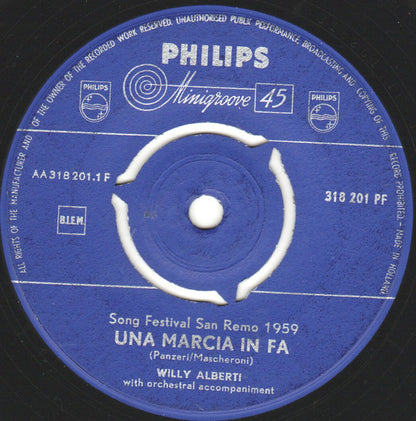 ALL RIGHTS OF THE MANUFACTURER AND OF THE OWNER OF THE RECORDED WORK RESERVED. UNAUTHORISED PUBLIC PERFORMANCE, BROADCASTING AND COPYING OF THIS RECORD PROHIBITED - MADE IN HOLLAND
PHILIPS
PHILIPS
Minigroove 45
PHILIPS
AA 318 201.1 F
318 201 PF
B.I.E.M.
Song Festival San Remo 1959
UNA MARCIA IN FA
(Panzeri/Mascheroni)
WILLY ALBERTI
with orchestral accompaniment